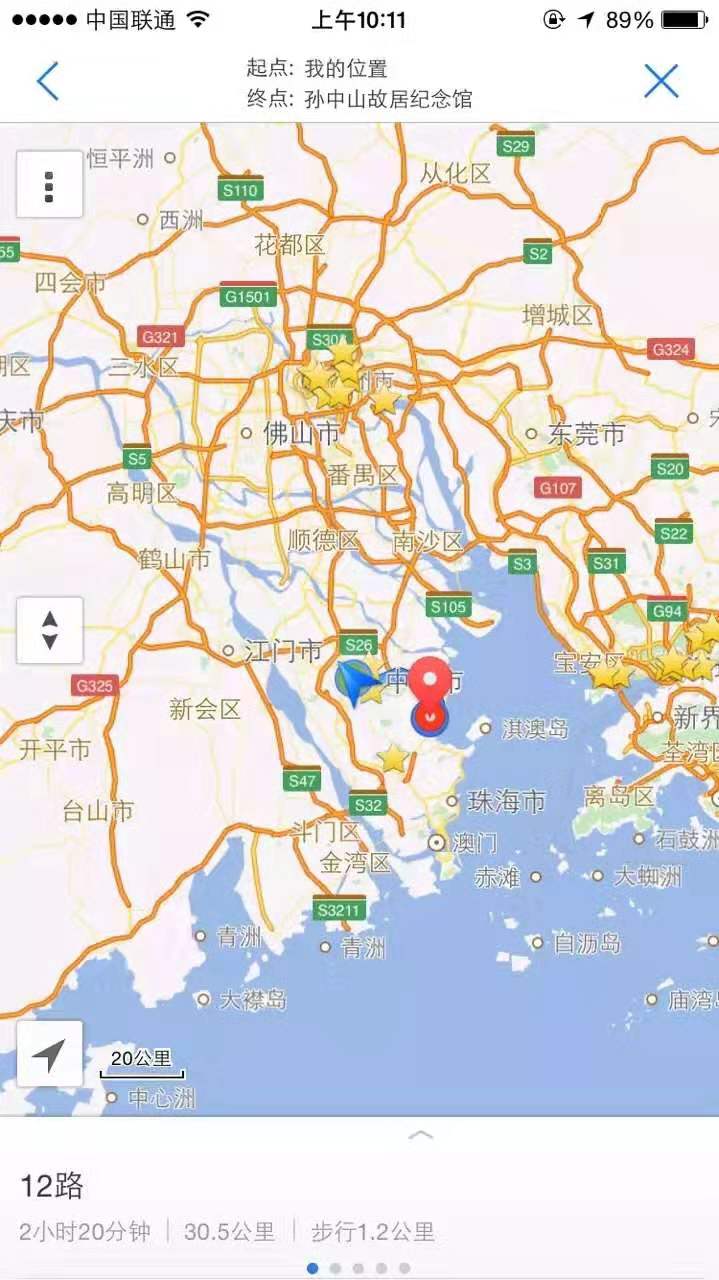 中国联通
上午10:11
89%
起点: 我的位置
终点: 孙中山故居纪念馆
恒平洲
S29
从化区
S110
西洲
花都区
S2
55
四会市
G1501
增城区
G321
S30
G324
三水区
州市
庆市
佛山市
东莞市
S5
番禺区
S20
高明区
G107
S22
顺德区
南沙区
鹤山市
S3
S31
S105
G94
S26
江门市
宝安区
中
市
G325
新会区
新界
淇澳岛
开平市
荃湾区
S47
S32
珠海市
离岛区
台山市
斗门区
澳门
石鼓洲
金湾区
赤滩
大蜘洲
S3211
青洲
青洲
白沥岛
大襟岛
庙湾岛
20公里
中心洲
12路
2小时20分钟 | 30.5公里 | 步行1.2公里